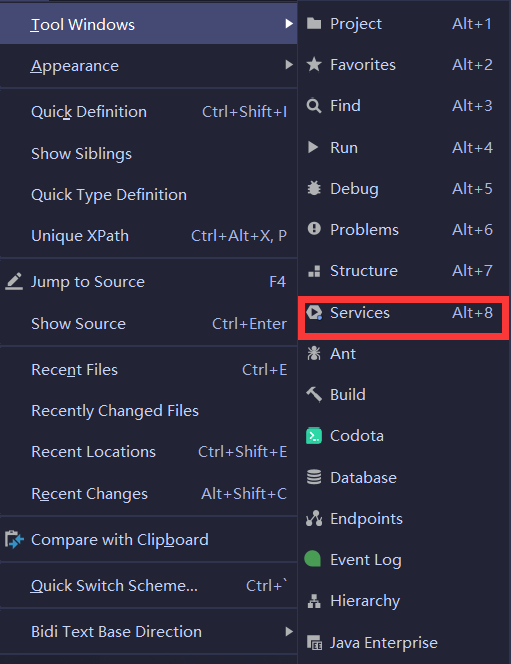 Tool Windows
Appearance
Quick Definition Ctrl+Shift+I
Show Siblings
Quick Type Definition
Unique XPath Ctrl+Alt+X, P
Jump to Source F4
Show Source Ctrl+Enter
Recent Files Ctrl+E
Recently Changed Files
Recent Locations Ctrl+Shift+E
Recent Changes Alt+Shift+C
Compare with Clipboard
Quick Switch Scheme... Ctrl+`
Bidi Text Base Direction
Project Alt+1
Favorites Alt+2
Find Alt+3
Run Alt+4
Debug Alt+5
Problems Alt+6
Structure Alt+7
Services Alt+8
Ant
Build
Codota
Database
Endpoints
Event Log
Hierarchy
Java Enterprise